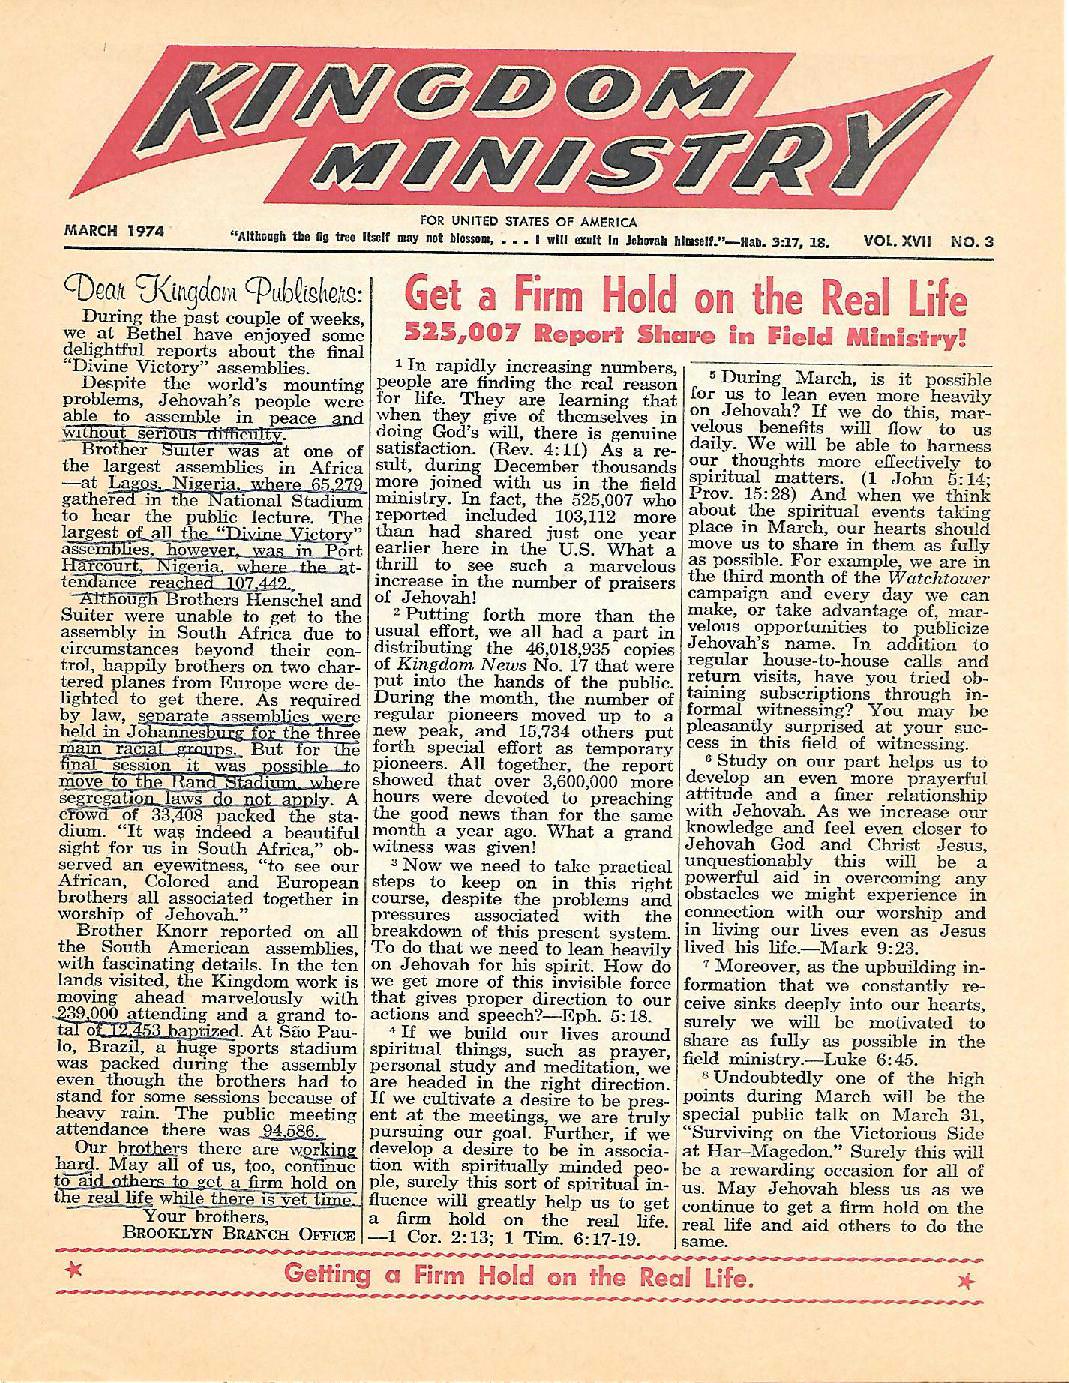 KINGDOM
MINISTRY
FOR UNITED STATES OF AMERICA
MARCH 1974
"Although the fig tree itself may not blossom, . . . I will exult in Jehovah himself."—Hab. 3:17, 18.
VOL. XVII NO. 3
Dear Kingdom Publishers:
During the past couple of weeks,
we at Bethel have enjoyed some
delightful reports about the final
"Divine Victory" assemblies.
Despite the world's mounting
problems, Jehovah's people were
able to assemble in peace and
without serious difficulty.
Brother Suiter was at one of
the largest assemblies in Africa
—at Lagos, Nigeria, where 65,279
gathered in the National Stadium
to hear the public lecture. The
largest of all the "Divine Victory"
assemblies, however, was in Port
Harcourt, Nigeria, where the at-
tendance reached 107,442.
Although Brothers Henschel and
Suiter were unable to get to the
assembly in South Africa due to
circumstances beyond their con-
trol, happily brothers on two char-
tered planes from Europe were de-
lighted to get there. As required
by law, separate assemblies were
held in Johannesburg for the three
main racial groups. But for the
final session it was possible to
move to the Rand Stadium where
segregation laws do not apply. A
crowd of 33,408 packed the sta-
dium. "It was indeed a beautiful
sight for us in South Africa," ob-
served an eyewitness, "to see our
African, Colored and European
brothers all associated together in
worship of Jehovah."
Brother Knorr reported on all
the South American assemblies,
with fascinating details. In the ten
lands visited, the Kingdom work is
moving ahead marvelously with
239,000 attending and a grand to-
tal of 12,453 baptized. At São Pau-
lo, Brazil, a huge sports stadium
was packed during the assembly
even though the brothers had to
stand for some sessions because of
heavy rain. The public meeting
attendance there was 94,586.
Our brothers there are working
hard. May all of us, too, continue
to aid others to get a firm hold on
the real life while there is yet time.
Your brothers,
BROOKLYN BRANCH OFFICE
Get a Firm Hold on the Real Life
525,007 Report Share in Field Ministry!
1 In rapidly increasing numbers,
people are finding the real reason
for life. They are learning that
when they give of themselves in
doing God's will, there is genuine
satisfaction. (Rev. 4:11) As a re-
sult, during December thousands
more joined with us in the field
ministry. In fact, the 525,007 who
reported included 103,112 more
than had shared just one year
earlier here in the U.S. What a
thrill to see such a marvelous
increase in the number of praisers
of Jehovah!
2 Putting forth more than the
usual effort, we all had a part in
distributing the 46,018,935 copies
of Kingdom News No. 17 that were
put into the hands of the public.
During the month, the number of
regular pioneers moved up to a
new peak, and 15,734 others put
forth special effort as temporary
pioneers. All together, the report
showed that over 3,600,000 more
hours were devoted to preaching
the good news than for the same
month a year ago. What a grand
witness was given!
3 Now we need to take practical
steps to keep on in this right
course, despite the problems and
pressures associated with the
breakdown of this present system.
To do that we need to lean heavily
on Jehovah for his spirit. How do
we get more of this invisible force
that gives proper direction to our
actions and speech?—Eph. 5:18.
4 If we build our lives around
spiritual things, such as prayer,
personal study and meditation, we
are headed in the right direction.
If we cultivate a desire to be pres-
ent at the meetings, we are truly
pursuing our goal. Further, if we
develop a desire to be in associa-
tion with spiritually minded peo-
ple, surely this sort of spiritual in-
fluence will greatly help us to get
a firm hold on the real life.
—1 Cor. 2:13; 1 Tim. 6:17-19.
5 During March, is it possible
for us to lean even more heavily
on Jehovah? If we do this, mar-
velous benefits will flow to us
daily. We will be able to harness
our thoughts more effectively to
spiritual matters. (1 John 5:14;
Prov. 15:28) And when we think
about the spiritual events taking
place in March, our hearts should
move us to share in them as fully
as possible. For example, we are in
the third month of the Watchtower
campaign and every day we can
make, or take advantage of, mar-
velous opportunities to publicize
Jehovah's name. In addition to
regular house-to-house calls and
return visits, have you tried ob-
taining subscriptions through in-
formal witnessing? You may be
pleasantly surprised at your suc-
cess in this field of witnessing.
6 Study on our part helps us to
develop an even more prayerful
attitude and a finer relationship
with Jehovah. As we increase our
knowledge and feel even closer to
Jehovah God and Christ Jesus,
unquestionably this will be a
powerful aid in overcoming any
obstacles we might experience in
connection with our worship and
in living our lives even as Jesus
lived his life.—Mark 9:23.
7 Moreover, as the upbuilding in-
formation that we constantly re-
ceive sinks deeply into our hearts,
surely we will be motivated to
share as fully as possible in the
field ministry.—Luke 6:45.
8 Undoubtedly one of the high
points during March will be the
special public talk on March 31,
"Surviving on the Victorious Side
at Har–Magedon." Surely this will
be a rewarding occasion for all of
us. May Jehovah bless us as we
continue to get a firm hold on the
real life and aid others to do the
same.
Getting a Firm Hold on the Real Life.